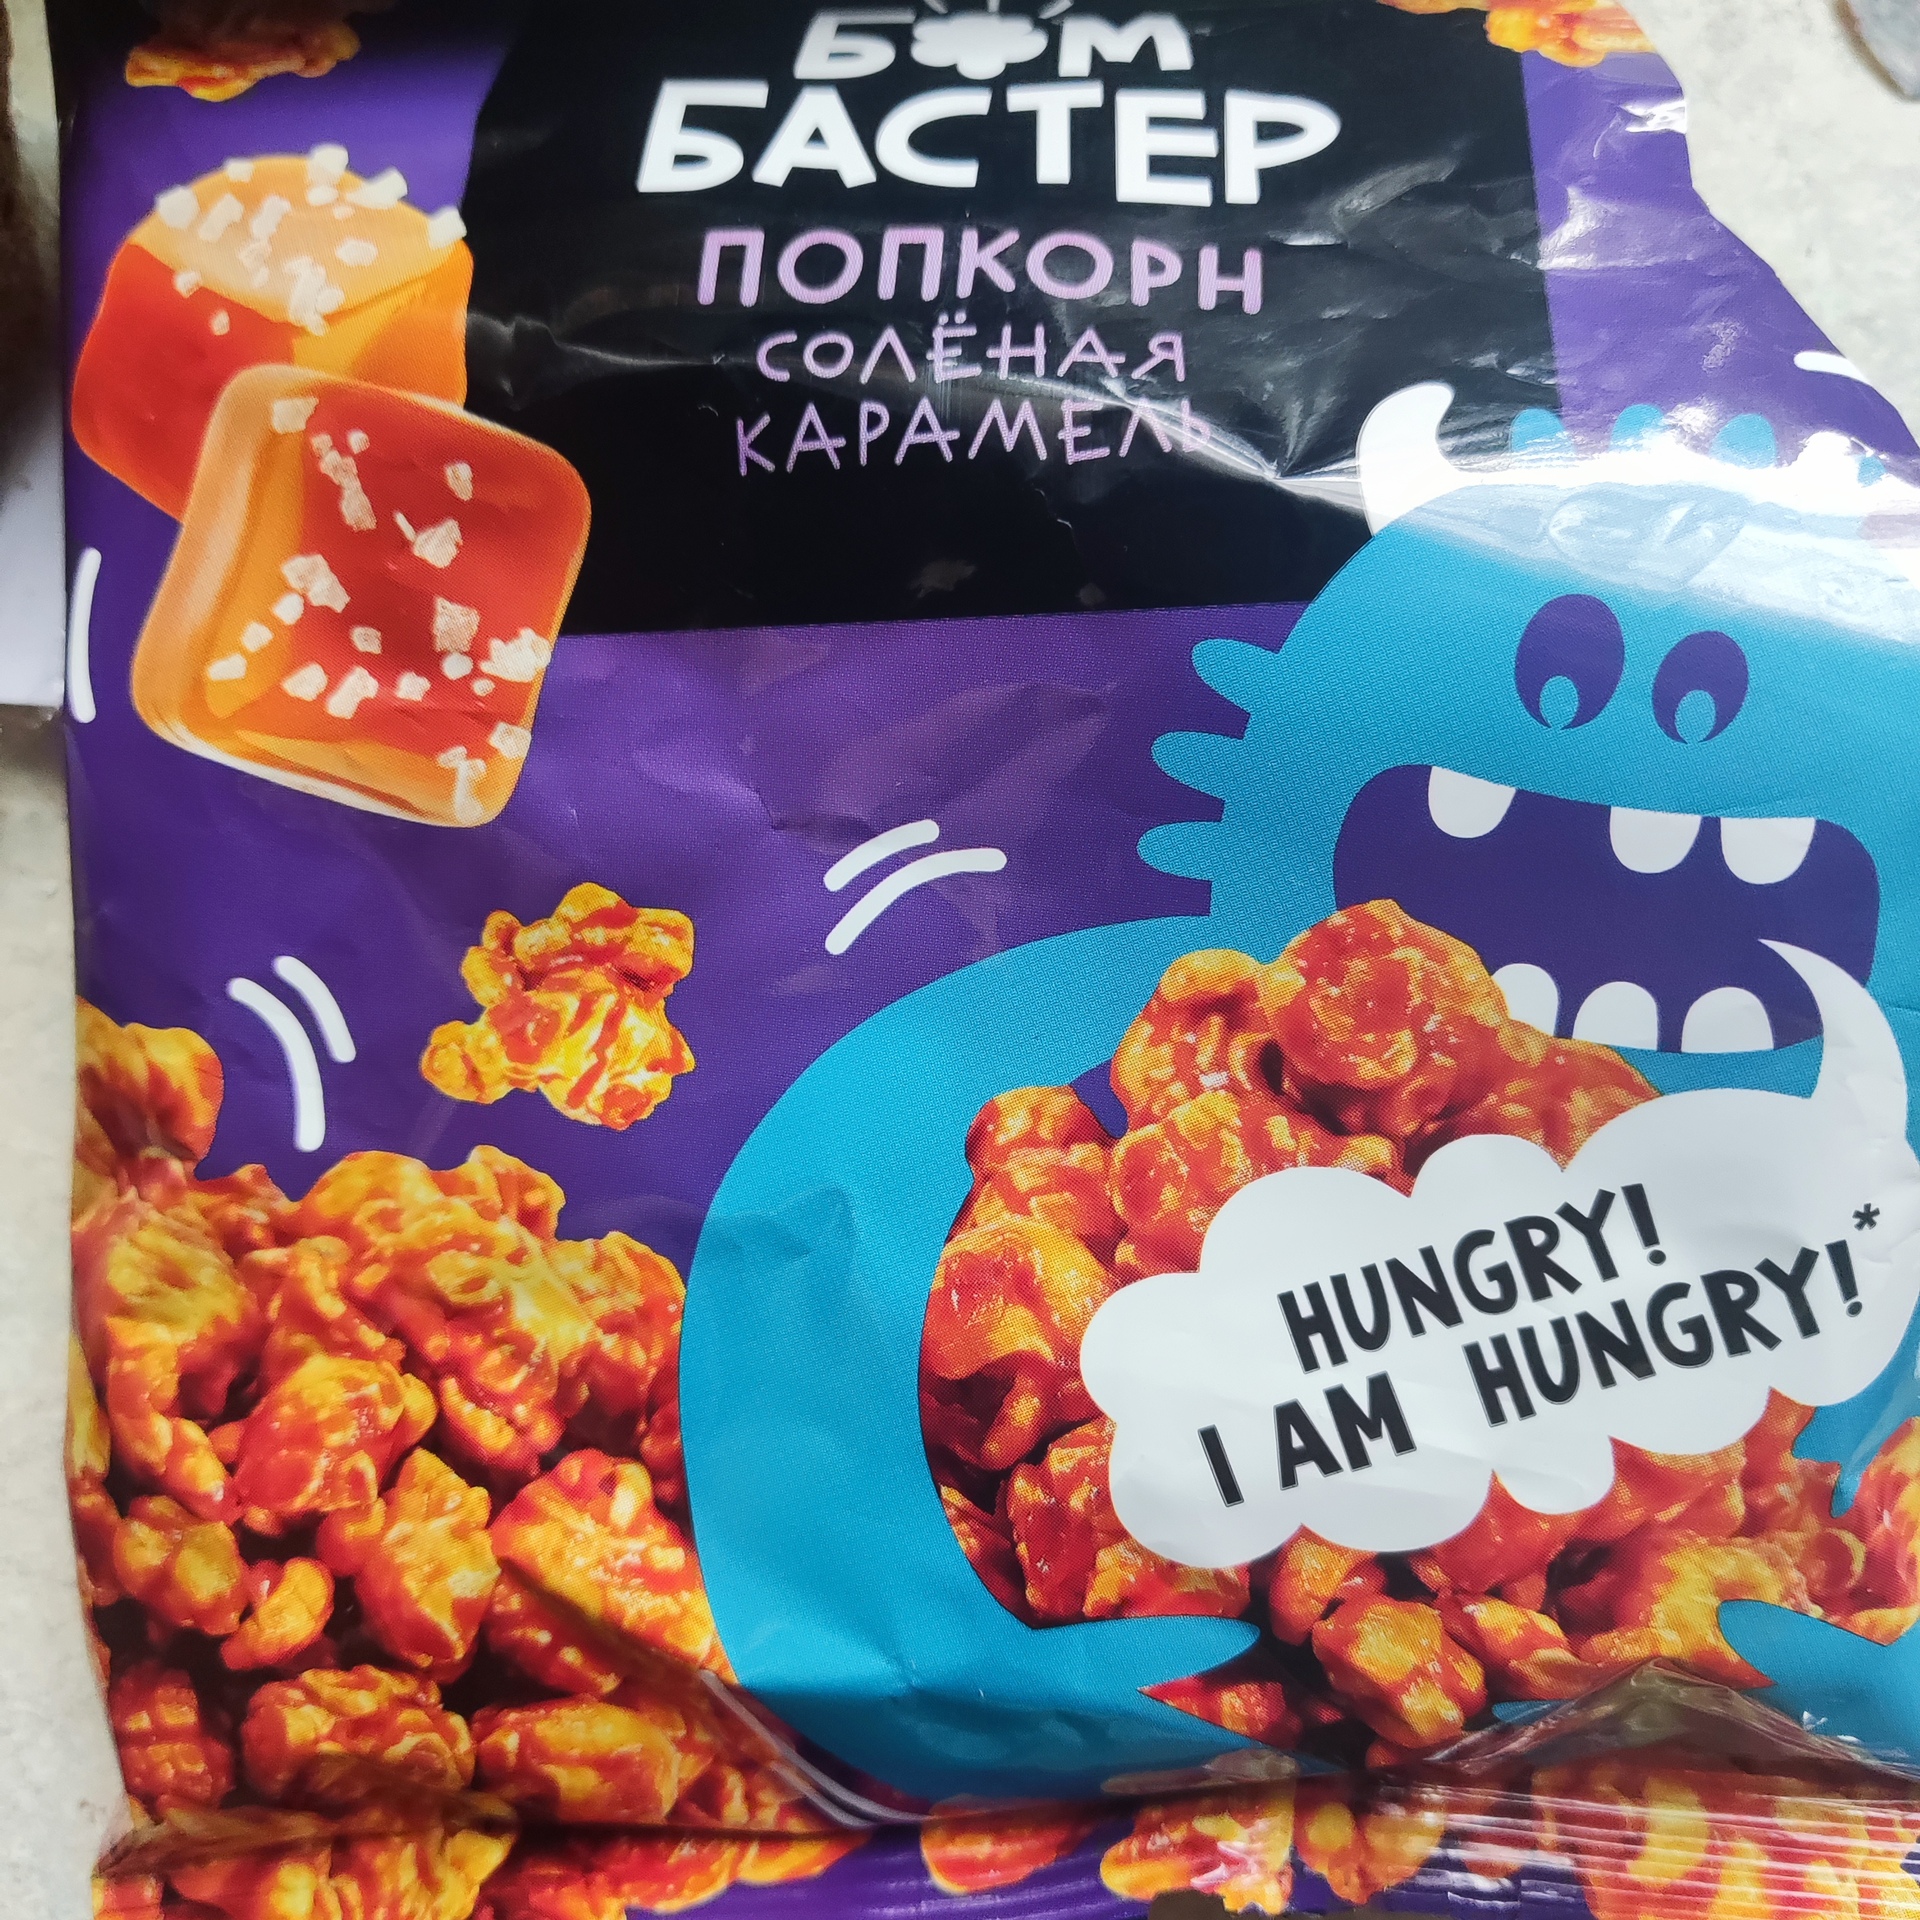 БОМ
БАСТЕР
ПОПКОРН
СОЛЁНАЯ
КАРАМЕЛЬ
HUNGRY!
I AM HUNGRY!*